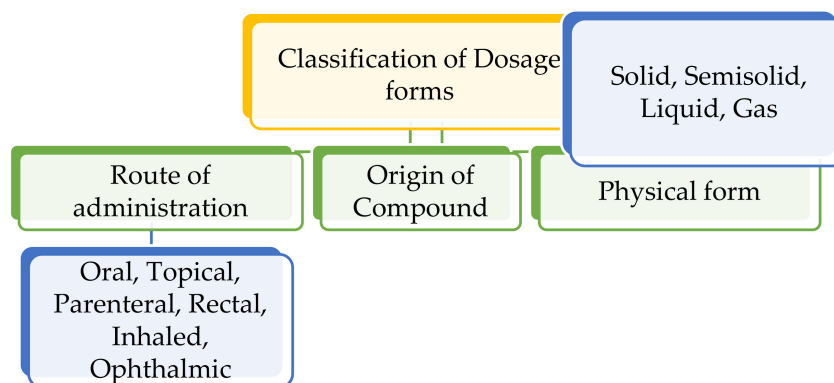 Classification of Dosage
forms
Solid, Semisolid,
Liquid, Gas
Route of
administration
Origin of
Compound
Physical form
Oral, Topical,
Parenteral, Rectal,
Inhaled,
Ophthalmic